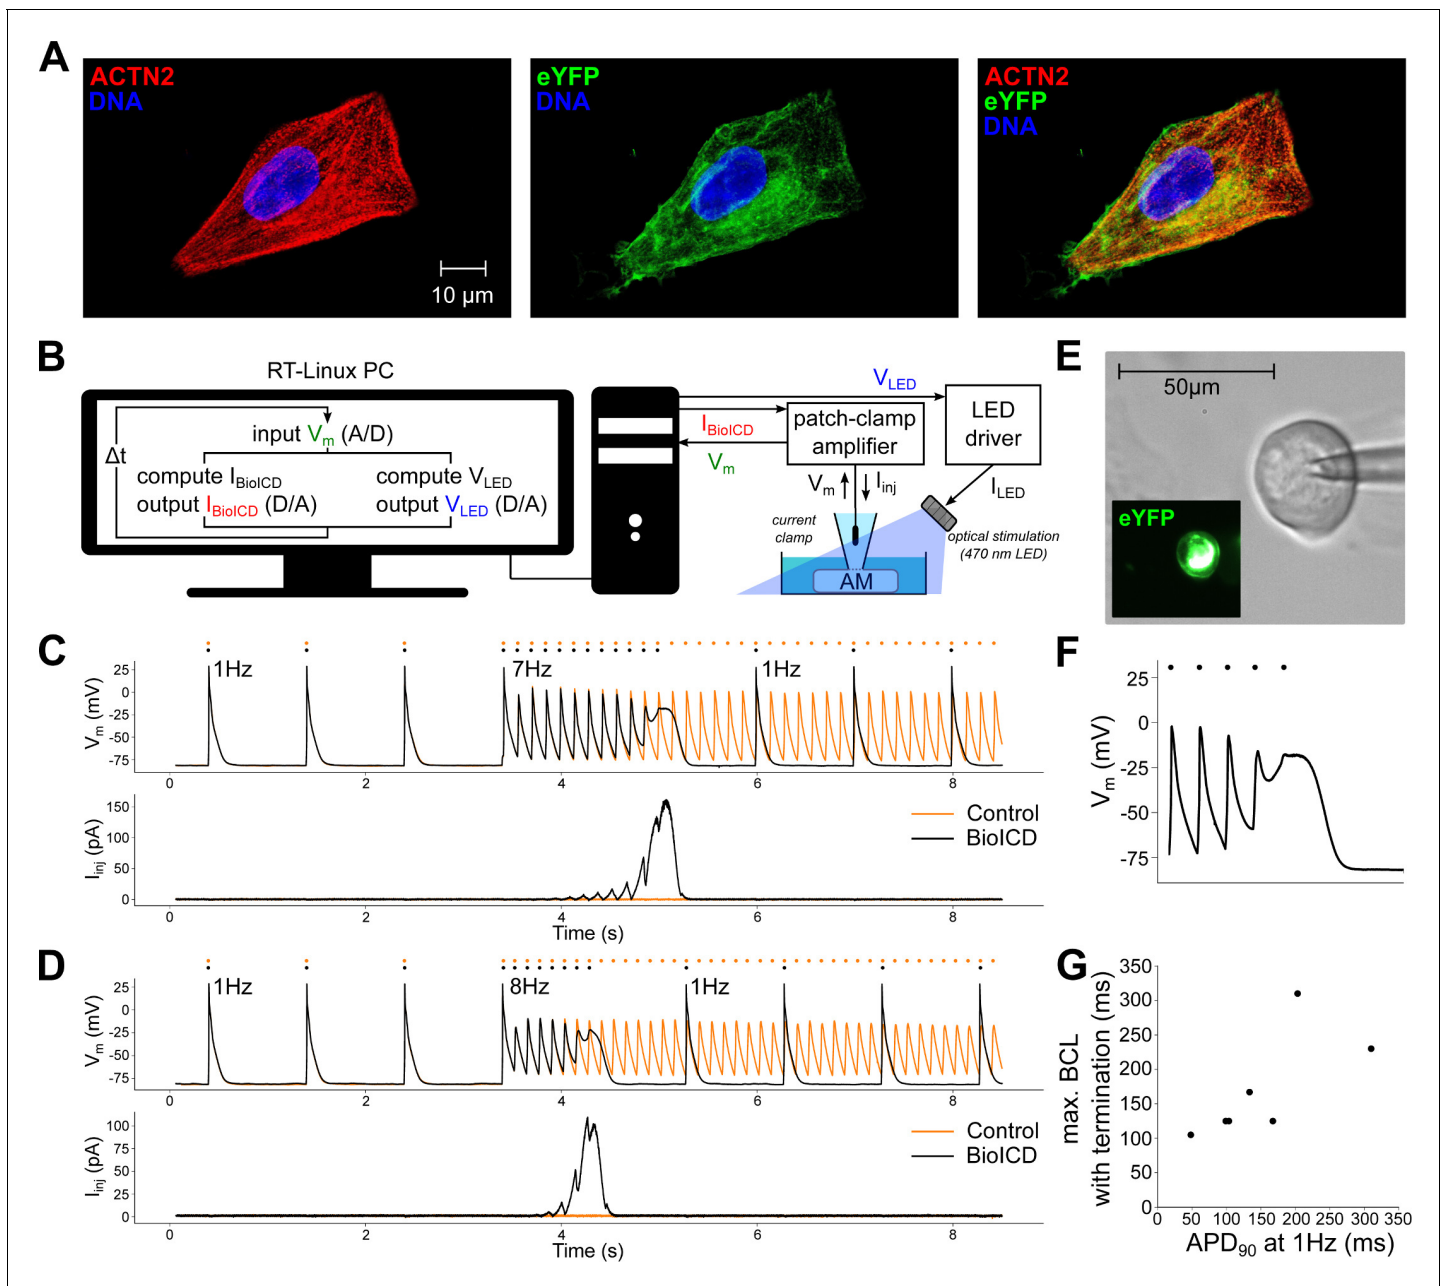 A
ACTN2
DNA
10 µm
eYFP
DNA
ACTN2
eYFP
DNA
B
RT-Linux PC
Δt
input Vm (A/D)
compute IBioICD
output IBioICD (D/A)
compute VLED
output VLED (D/A)
VLED
IBioICD
Vm
patch-clamp
amplifier
LED
driver
Vm
Iinj
ILED
current
clamp
optical stimulation
(470 nm LED)
AM
E
50µm
eYFP
C
1Hz
7Hz
1Hz
Vm (mV)
25
0
-25
-50
-75
0
2
4
6
8
Iinj (pA)
150
100
50
0
Control
BioICD
0
2
4
6
8
Time (s)
F
Vm (mV)
25
0
-25
-50
-75
D
1Hz
8Hz
1Hz
Vm (mV)
25
0
-25
-50
-75
0
2
4
6
8
Iinj (pA)
100
75
50
25
0
Control
BioICD
0
2
4
6
8
Time (s)
G
max. BCL
with termination (ms)
350
300
250
200
150
100
50
0
0
50
100
150
200
250
300
350
APD90 at 1Hz (ms)